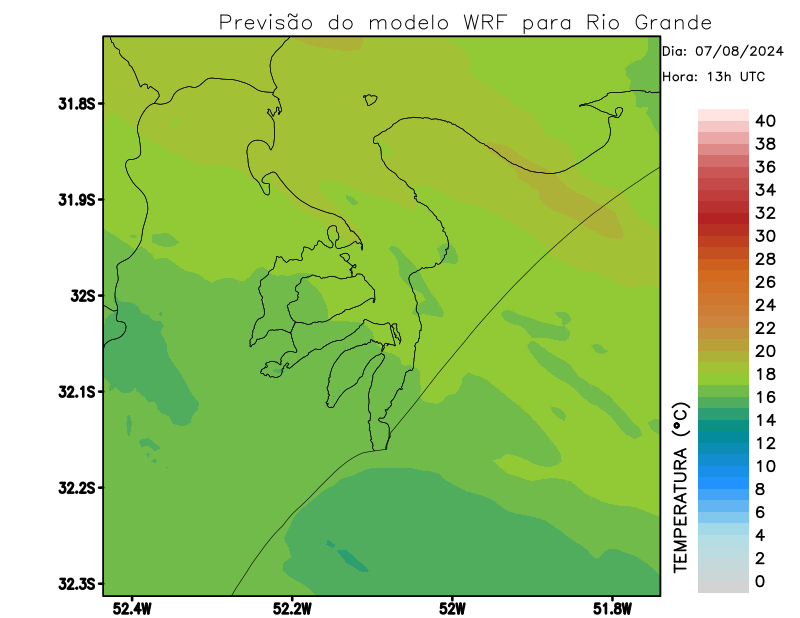 Previsão do modelo WRF para Rio Grande
Dia: 07/08/2024
Hora: 13h UTC
31.8S
31.9S
32S
32.1S
32.2S
32.3S
52.4W
52.2W
52W
51.8W
TEMPERATURA (°C)
40
38
36
34
32
30
28
26
24
22
20
18
16
14
12
10
8
6
4
2
0